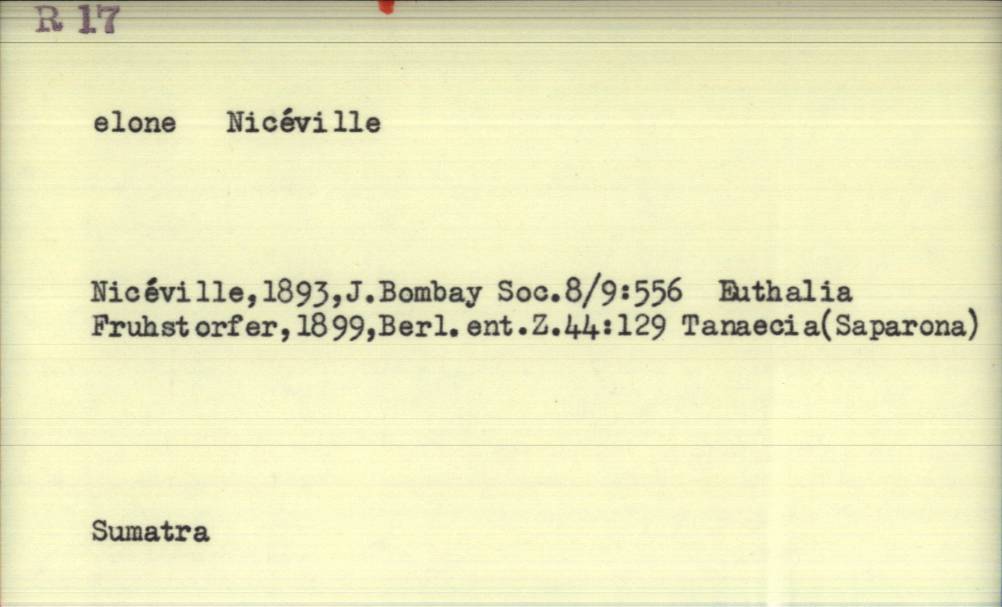 R 17
elone Nicéville
Nicéville,1893,J.Bombay Soc.8/9:556 Euthalia
Fruhstorfer,1899,Berl.ent.Z.44:129 Tanaecia(Saparona)
Sumatra